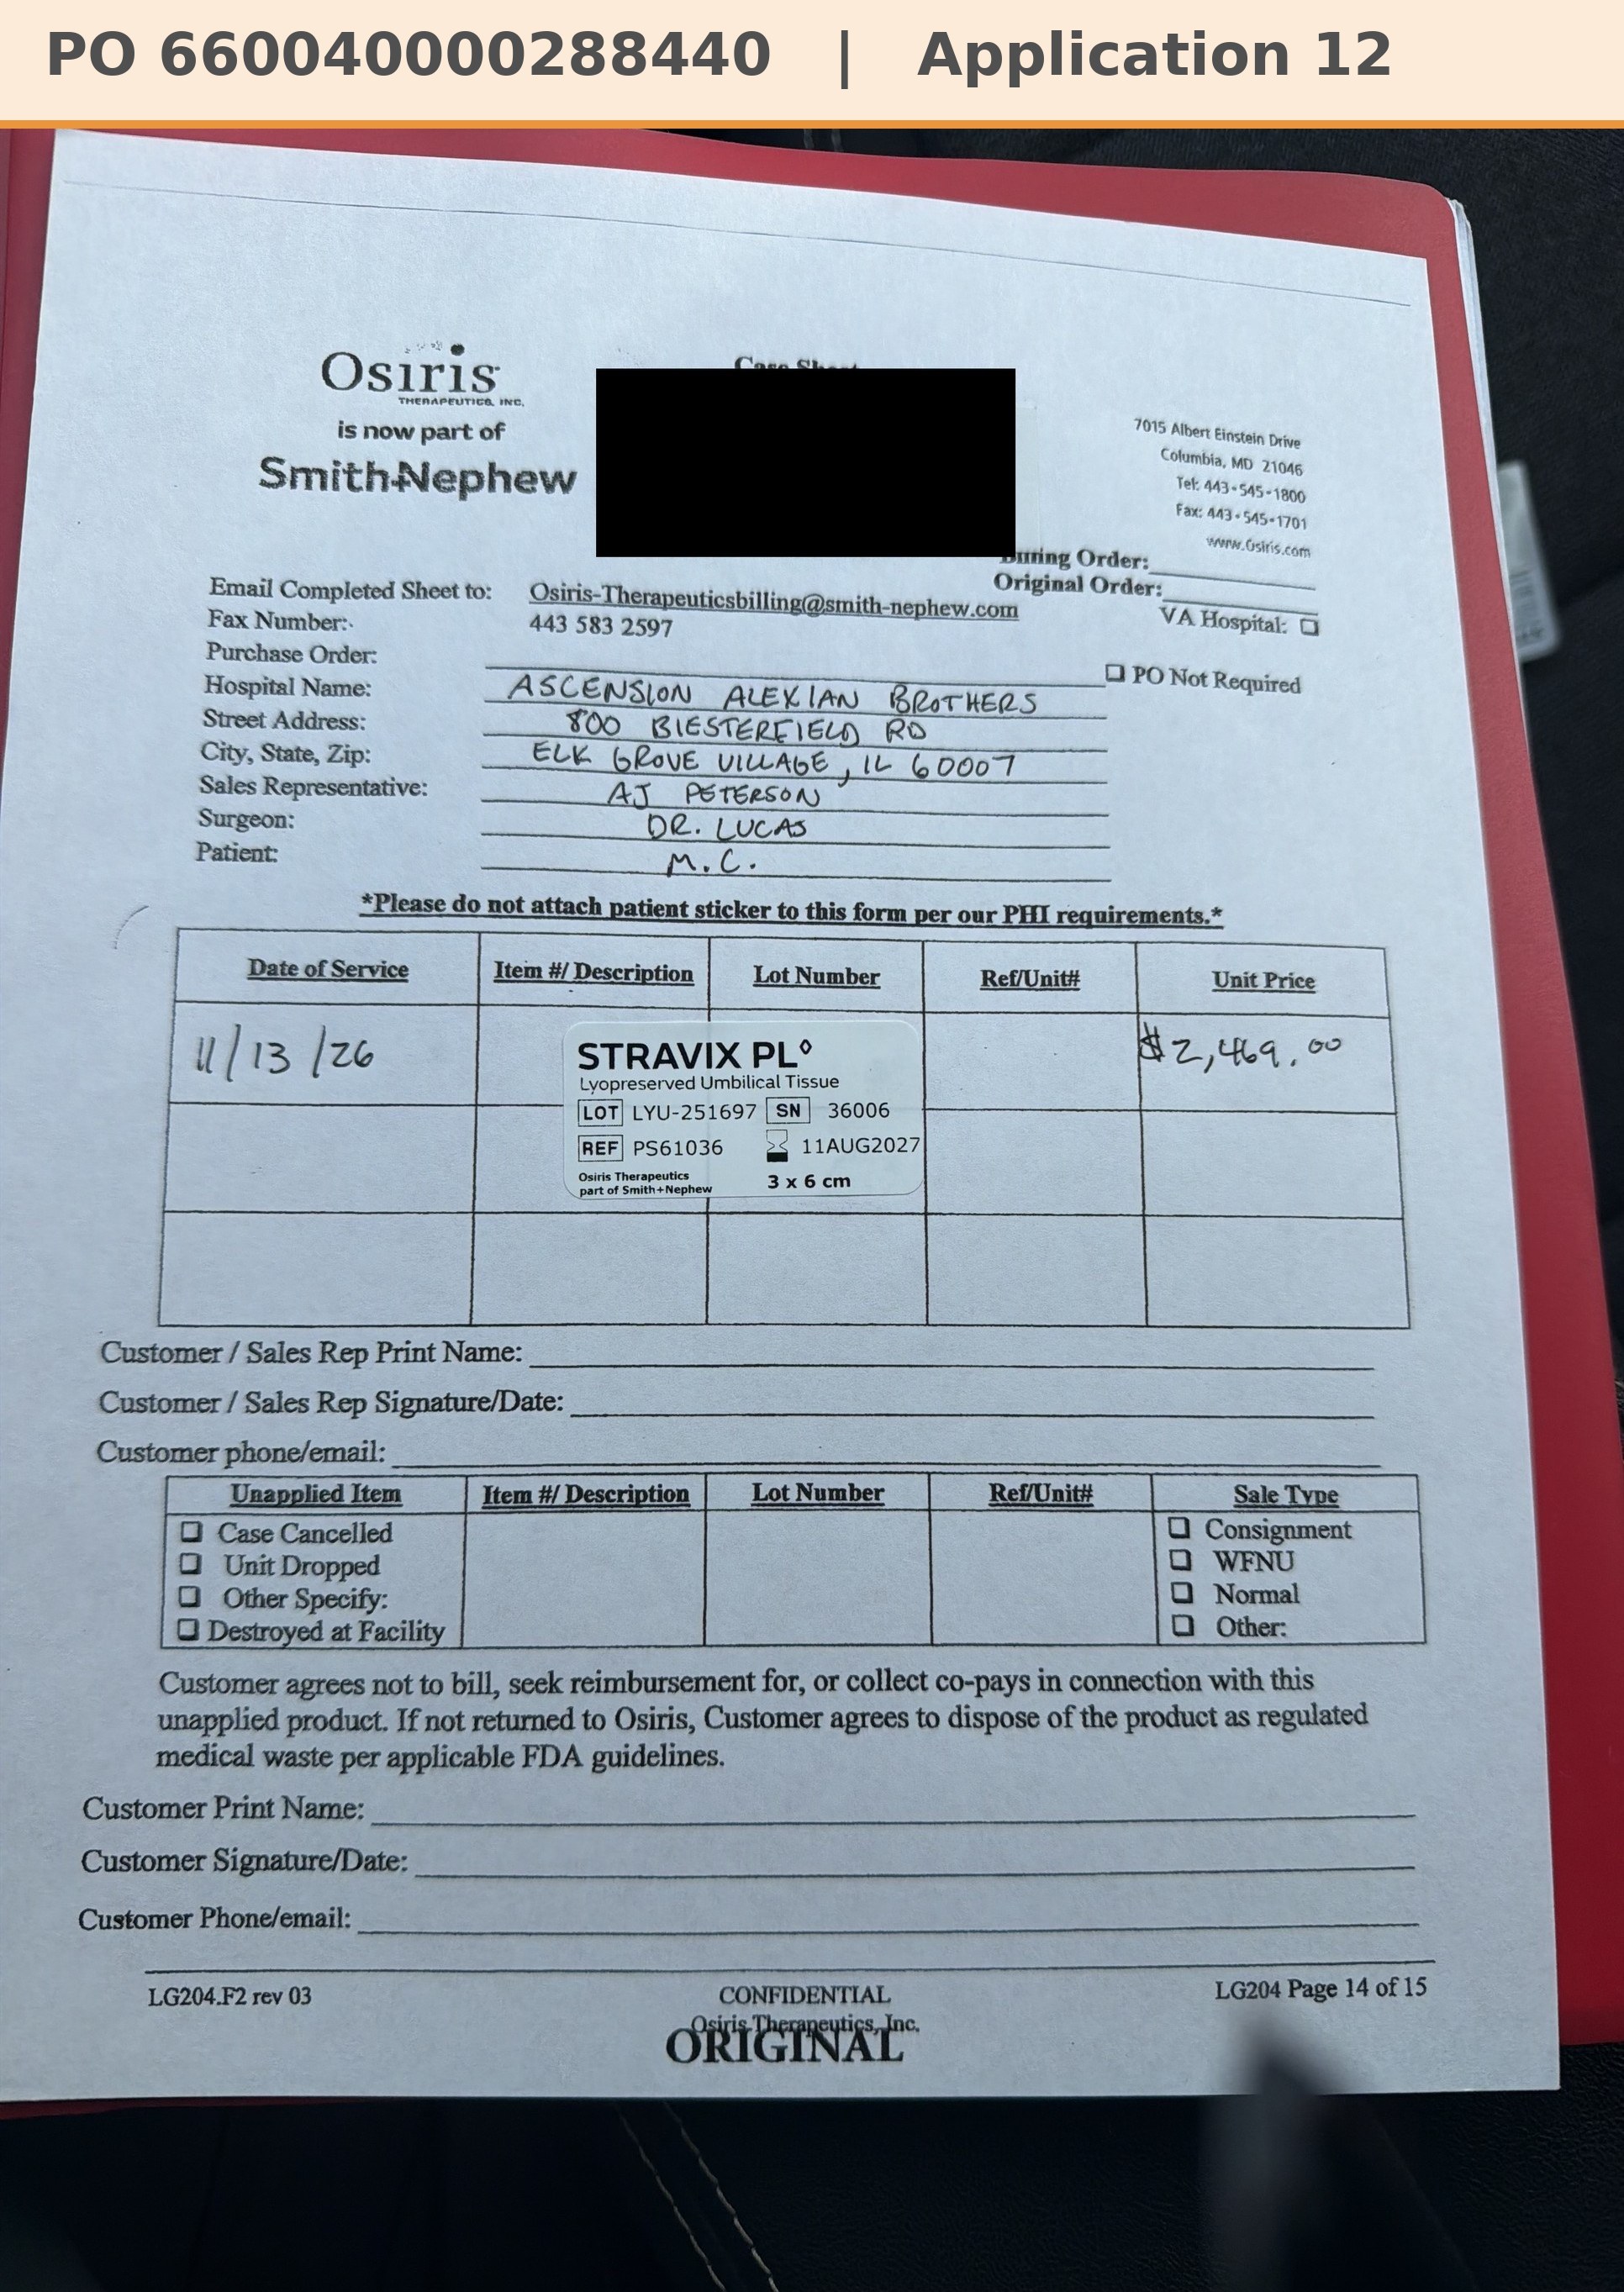 PO 660040000288440 | Application 12
Osiris
THERAPEUTICS, INC.
is now part of
Smith+Nephew
7015 Albert Einstein Drive
Columbia, MD 21046
Tel: 443-545-1800
Fax: 443-545-1701
www.Osiris.com
Order:
Original Order:
VA Hospital: ☐
Email Completed Sheet to: Osiris-Therapeuticsbilling@smith-nephew.com
Fax Number: 443 583 2597
Purchase Order:
☐ PO Not Required
Hospital Name: ASCENSION ALEXIAN BROTHERS
Street Address: 800 BIESTERFIELD RD
City, State, Zip: ELK GROVE VILLAGE, IL 60007
Sales Representative: AJ PETERSON
Surgeon: DR. LUCAS
Patient: M.C.
*Please do not attach patient sticker to this form per our PHI requirements.*
Date of Service Item #/ Description Lot Number Ref/Unit# Unit Price
11/13/26 $2,469.00
STRAVIX PL◊
Lyopreserved Umbilical Tissue
LOT LYU-251697 SN 36006
REF PS61036 11AUG2027
Osiris Therapeutics
part of Smith+Nephew
3 x 6 cm
Customer / Sales Rep Print Name:
Customer / Sales Rep Signature/Date:
Customer phone/email:
Unapplied Item Item #/ Description Lot Number Ref/Unit# Sale Type
☐ Case Cancelled ☐ Consignment
☐ Unit Dropped ☐ WFNU
☐ Other Specify: ☐ Normal
☐ Destroyed at Facility ☐ Other:
Customer agrees not to bill, seek reimbursement for, or collect co-pays in connection with this
unapplied product. If not returned to Osiris, Customer agrees to dispose of the product as regulated
medical waste per applicable FDA guidelines.
Customer Print Name:
Customer Signature/Date:
Customer Phone/email:
LG204.F2 rev 03 CONFIDENTIAL LG204 Page 14 of 15
Osiris Therapeutics, Inc.
ORIGINAL